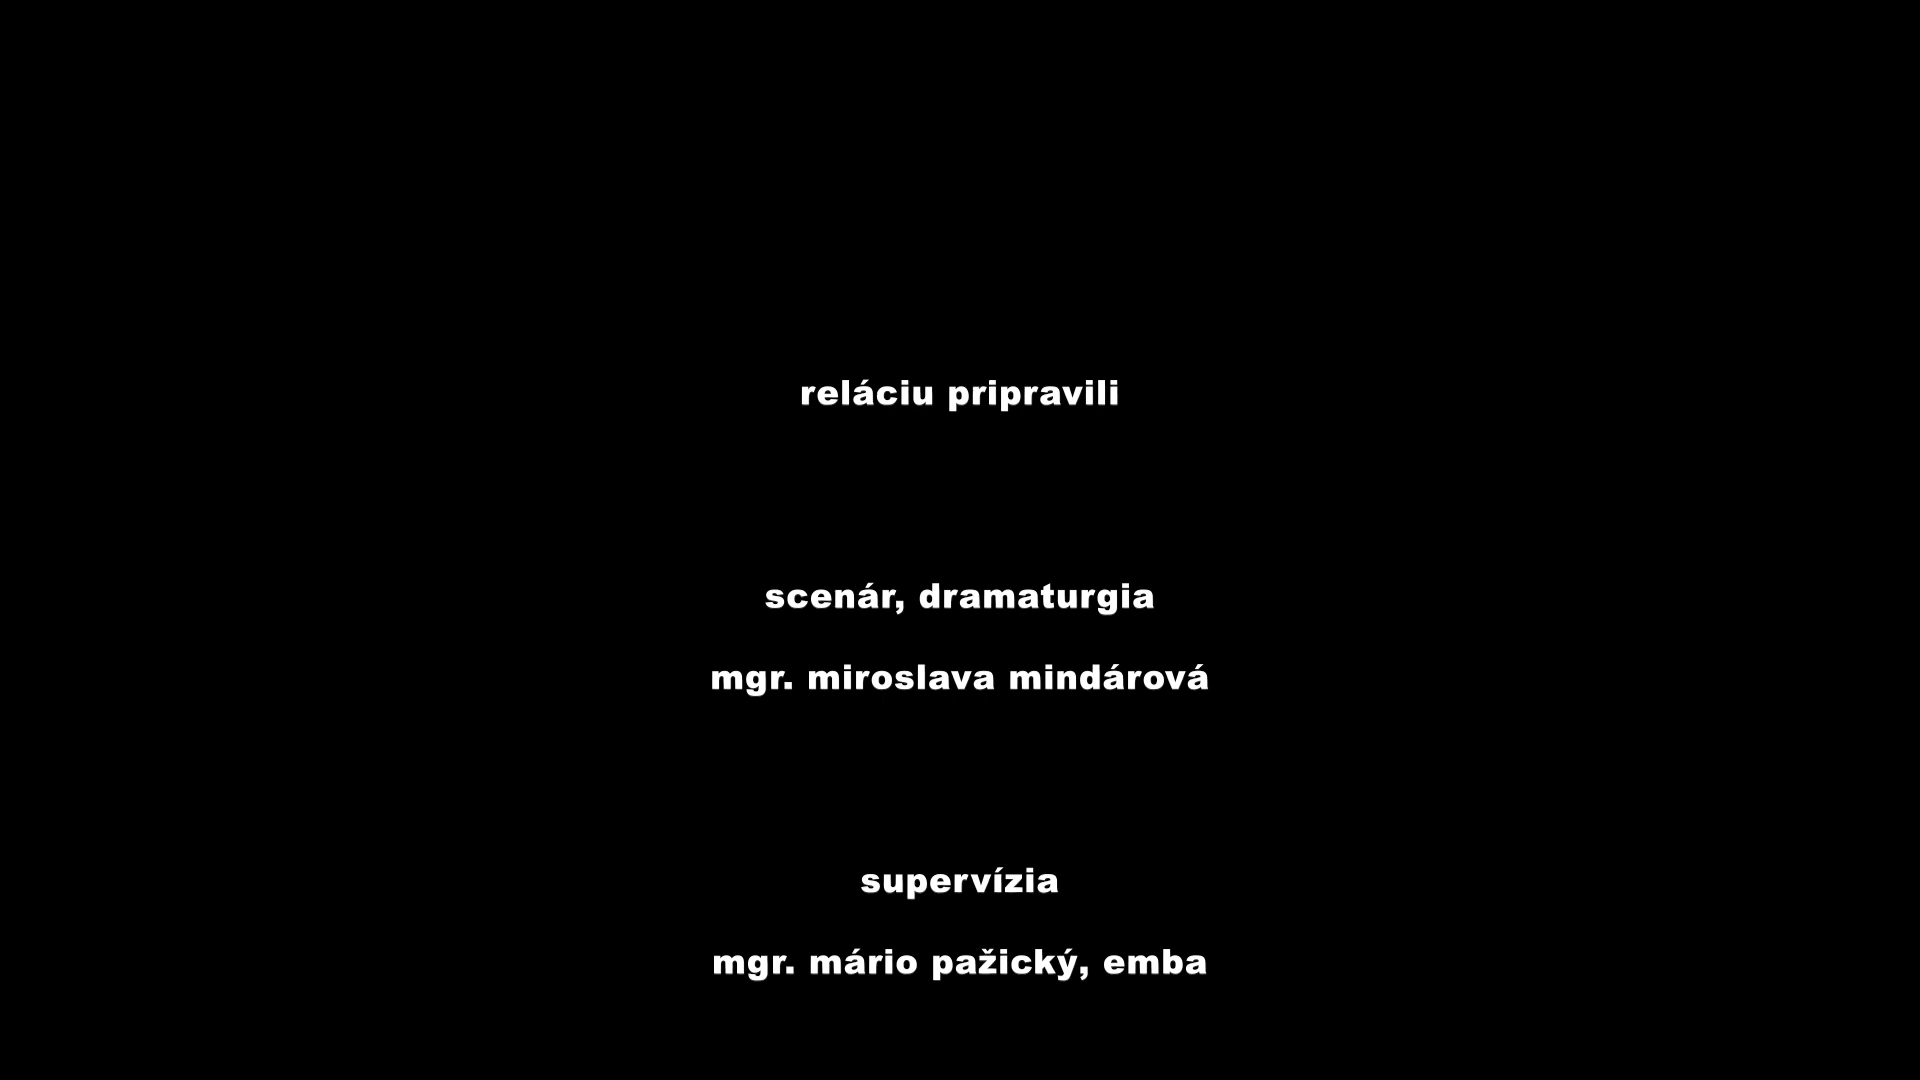 reláciu pripravili
scenár, dramaturgia
mgr. miroslava mindárová
supervízia
mgr. mário pažický, emba